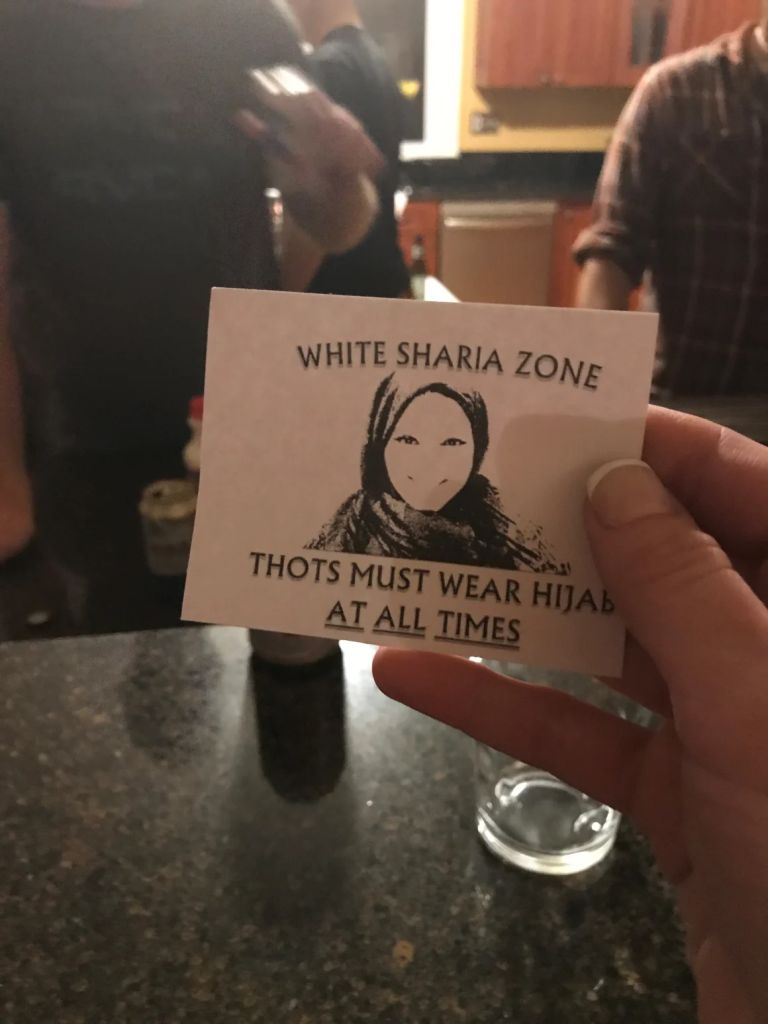 WHITE SHARIA ZONE
THOTS MUST WEAR HIJAB
AT ALL TIMES